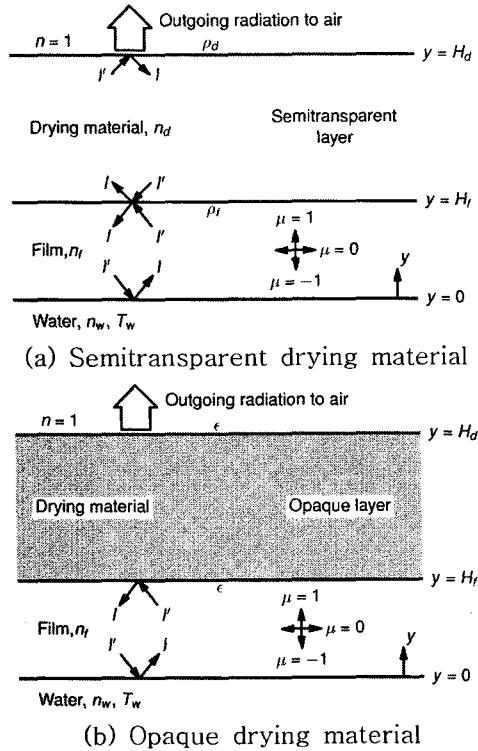 Outgoing radiation to air
n = 1
ρd
y = Hd
I′ I
Drying material, nd
Semitransparent layer
I I′
y = Hf
ρf
I I′
Film, nf
μ = 1
μ = 0
μ = −1
y
I′ I
y = 0
Water, nw, Tw
(a) Semitransparent drying material
Outgoing radiation to air
n = 1
ϵ
y = Hd
Drying material
Opaque layer
y = Hf
ϵ
I I′
Film, nf
μ = 1
μ = 0
μ = −1
y
I′ I
y = 0
Water, nw, Tw
(b) Opaque drying material